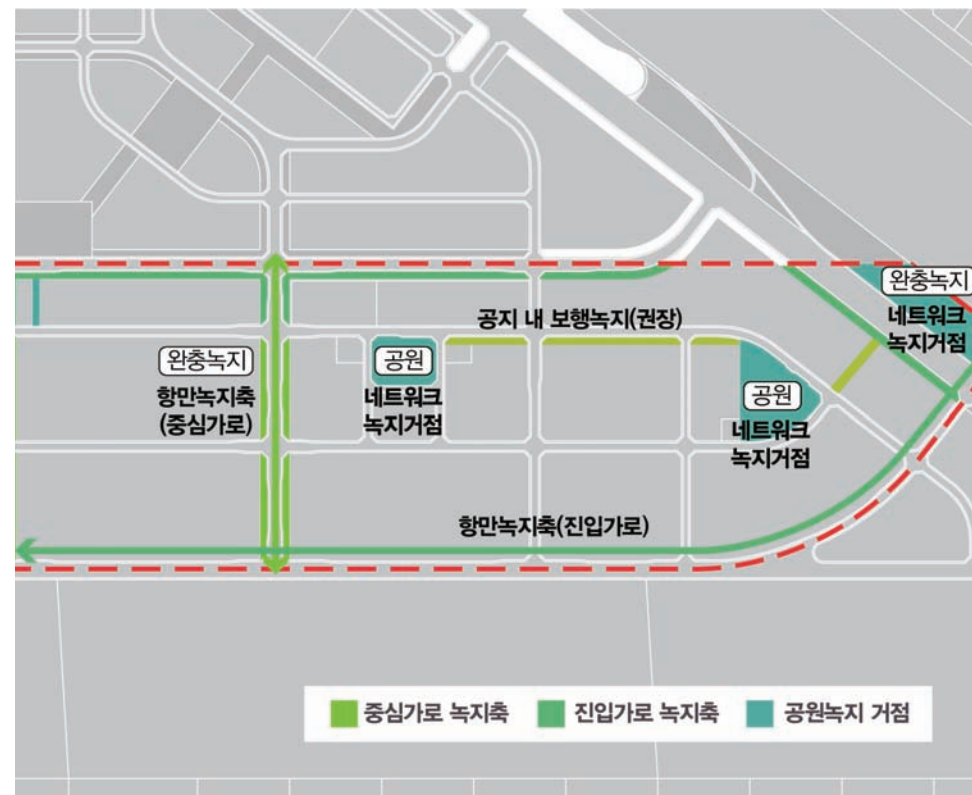 완충녹지
네트워크
녹지거점
공지 내 보행녹지(권장)
완충녹지
항만녹지축
(중심가로)
공원
네트워크
녹지거점
공원
네트워크
녹지거점
항만녹지축(진입가로)
중심가로 녹지축
진입가로 녹지축
공원녹지 거점